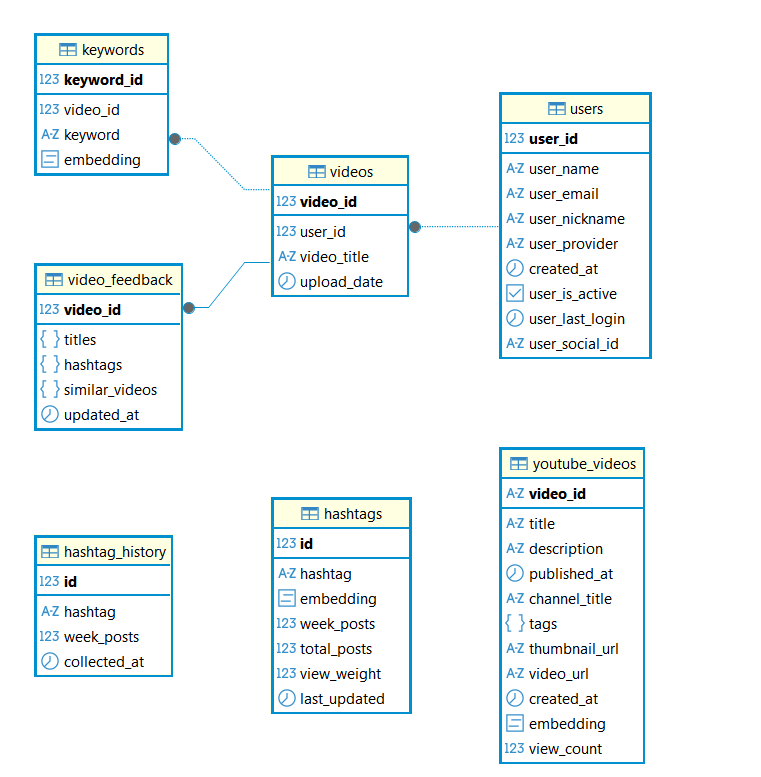 keywords
123 keyword_id
123 video_id
A-Z keyword
embedding
video_feedback
123 video_id
{ } titles
{ } hashtags
{ } similar_videos
updated_at
videos
123 video_id
123 user_id
A-Z video_title
upload_date
users
123 user_id
A-Z user_name
A-Z user_email
A-Z user_nickname
A-Z user_provider
created_at
user_is_active
user_last_login
A-Z user_social_id
hashtag_history
123 id
A-Z hashtag
123 week_posts
collected_at
hashtags
123 id
A-Z hashtag
embedding
123 week_posts
123 total_posts
123 view_weight
last_updated
youtube_videos
A-Z video_id
A-Z title
A-Z description
published_at
A-Z channel_title
{ } tags
A-Z thumbnail_url
A-Z video_url
created_at
embedding
123 view_count